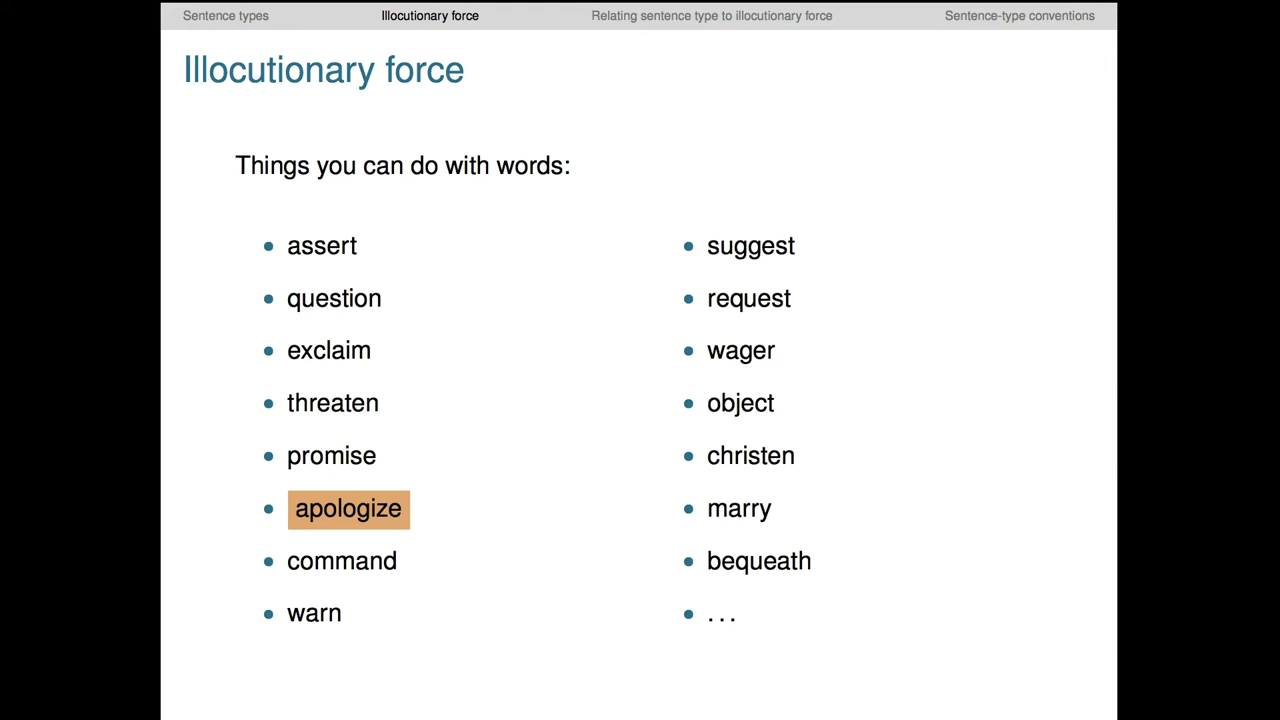 Sentence types
Illocutionary force
Relating sentence type to illocutionary force
Sentence-type conventions
Illocutionary force
Things you can do with words:
• assert
• question
• exclaim
• threaten
• promise
• apologize
• command
• warn
• suggest
• request
• wager
• object
• christen
• marry
• bequeath
• ...